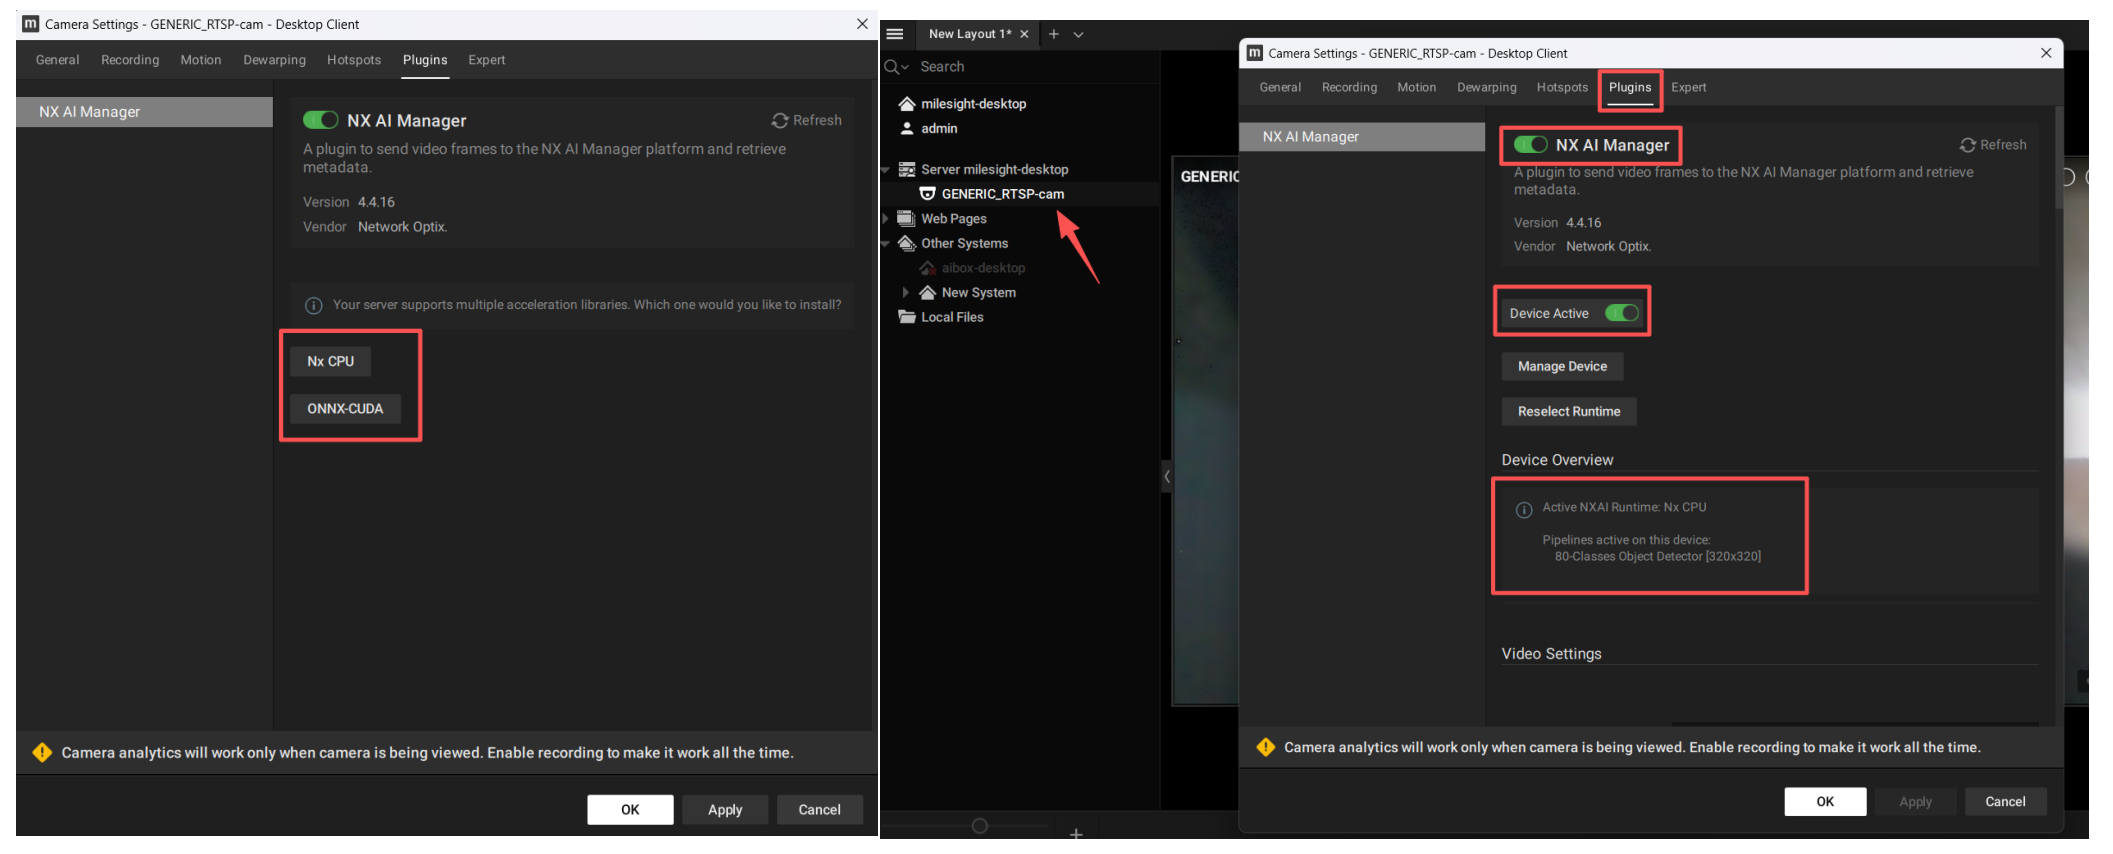 Camera Settings - GENERIC_RTSP-cam - Desktop Client
General Recording Motion Dewarping Hotspots Plugins Expert
NX AI Manager
NX AI Manager
Refresh
A plugin to send video frames to the NX AI Manager platform and retrieve
metadata.
Version 4.4.16
Vendor Network Optix.
Your server supports multiple acceleration libraries. Which one would you like to install?
Nx CPU
ONNX-CUDA
Camera analytics will work only when camera is being viewed. Enable recording to make it work all the time.
OK Apply Cancel
New Layout 1*
Search
milesight-desktop
admin
Server milesight-desktop
GENERIC_RTSP-cam
Web Pages
Other Systems
aibox-desktop
New System
Local Files
GENERIC
Camera Settings - GENERIC_RTSP-cam - Desktop Client
General Recording Motion Dewarping Hotspots Plugins Expert
NX AI Manager
NX AI Manager
Refresh
A plugin to send video frames to the NX AI Manager platform and retrieve
metadata.
Version 4.4.16
Vendor Network Optix.
Device Active
Manage Device
Reselect Runtime
Device Overview
Active NXAI Runtime: Nx CPU
Pipelines active on this device:
80-Classes Object Detector [320x320]
Video Settings
Camera analytics will work only when camera is being viewed. Enable recording to make it work all the time.
OK Apply Cancel